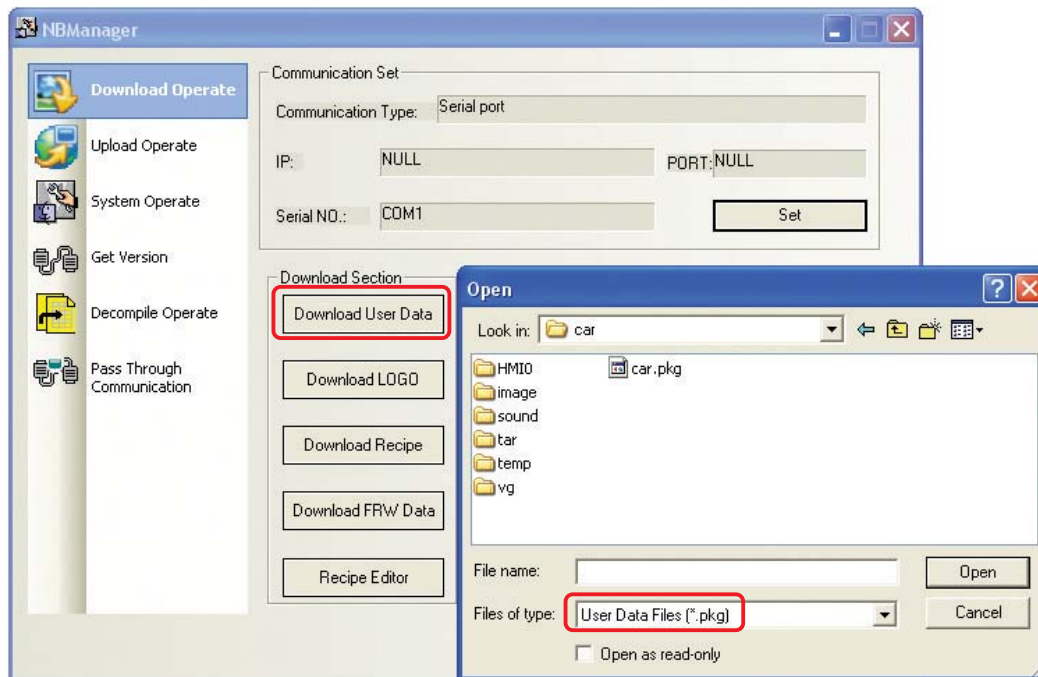 NBManager
Download Operate
Upload Operate
System Operate
Get Version
Decompile Operate
Pass Through
Communication
Communication Set
Communication Type: Serial port
IP: NULL PORT: NULL
Serial NO.: COM1 Set
Download Section
Download User Data
Download LOGO
Download Recipe
Download FRW Data
Recipe Editor
Open
Look in: car
HMI0 car.pkg
image
sound
tar
temp
vg
File name: Open
Files of type: User Data Files (*.pkg) Cancel
Open as read-only